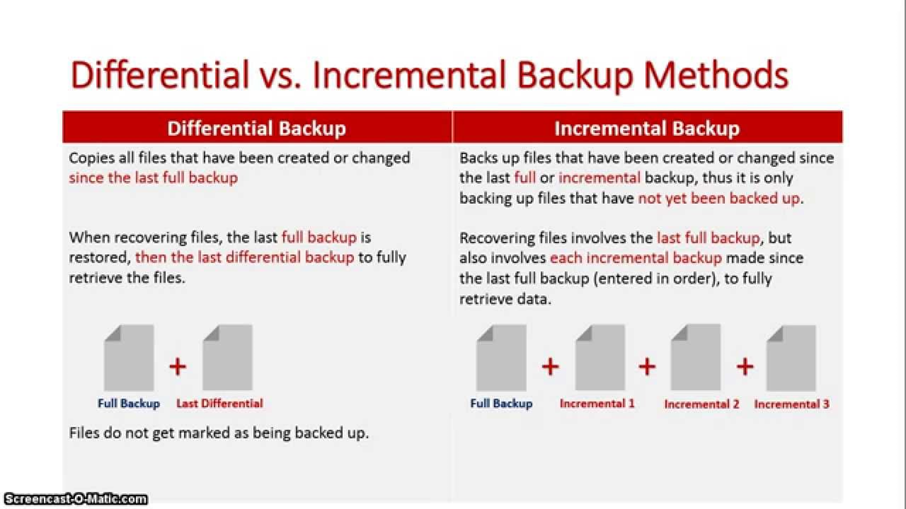 Differential vs. Incremental Backup Methods
Differential Backup
Copies all files that have been created or changed
since the last full backup
When recovering files, the last full backup is
restored, then the last differential backup to fully
retrieve the files.
+
Full Backup
Last Differential
Files do not get marked as being backed up.
Incremental Backup
Backs up files that have been created or changed since
the last full or incremental backup, thus it is only
backing up files that have not yet been backed up.
Recovering files involves the last full backup, but
also involves each incremental backup made since
the last full backup (entered in order), to fully
retrieve data.
+ + +
Full Backup
Incremental 1
Incremental 2
Incremental 3
Screencast-O-Matic.com